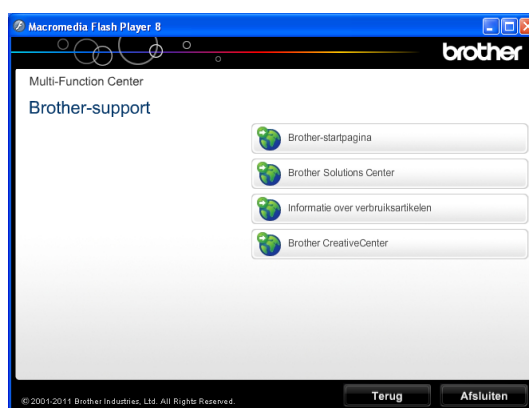 Macromedia Flash Player 8
brother
Multi-Function Center
Brother-support
Brother-startpagina
Brother Solutions Center
Informatie over verbruiksartikelen
Brother CreativeCenter
© 2001-2011 Brother Industries, Ltd. All Rights Reserved.
Terug
Afsluiten